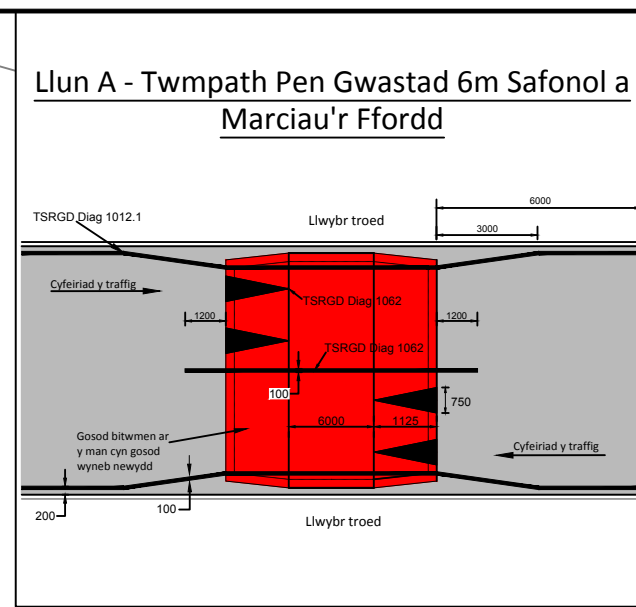 Llun A - Twmpath Pen Gwastad 6m Safonol a
Marciau'r Ffordd
6000
3000
TSRGD Diag 1012.1
Llwybr troed
Cyfeiriad y traffig
TSRGD Diag 1062
1200
1200
TSRGD Diag 1062
100
750
6000
1125
Gosod bitwmen ar
y man cyn gosod
wyneb newydd
Cyfeiriad y traffig
200
100
Llwybr troed